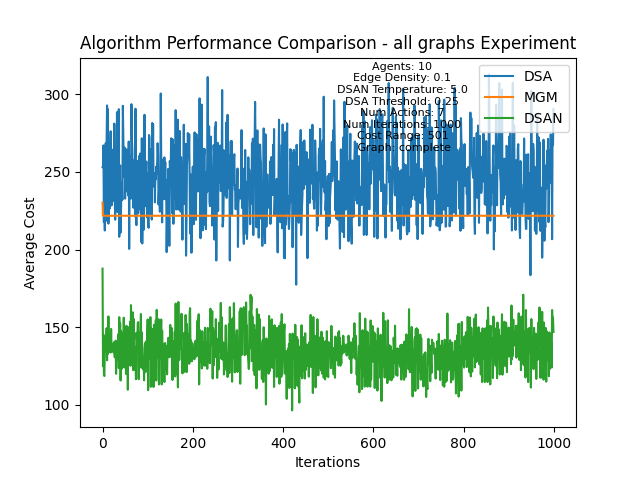 Algorithm Performance Comparison - all graphs Experiment
Agents: 10
Edge Density: 0.1
DSAN Temperature: 5.0
DSA Threshold: 0.25
Num Actions: 7
Num Iterations: 1000
Cost Range: 501
Graph: complete
DSA
MGM
DSAN
Average Cost
300
250
200
150
100
0
200
400
600
800
1000
Iterations